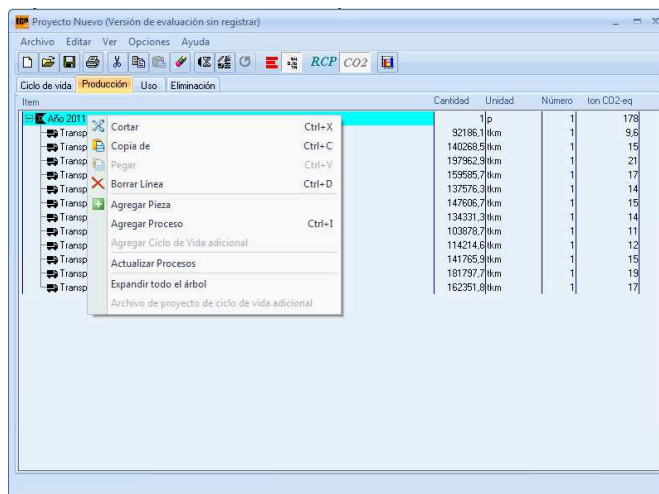 Proyecto Nuevo (Versión de evaluación sin registrar)
Archivo Editar Ver Opciones Ayuda
RCP CO2
Ciclo de vida Producción Uso Eliminación
Item Cantidad Unidad Número ton CO2-eq
Año 2011 1 p 1 178
Transp 92186,1 tkm 1 9,6
Transp 140268,5 tkm 1 15
Transp 197962,9 tkm 1 21
Transp 159585,7 tkm 1 17
Transp 137576,3 tkm 1 14
Transp 147606,7 tkm 1 15
Transp 134331,3 tkm 1 14
Transp 103878,7 tkm 1 11
Transp 114214,6 tkm 1 12
Transp 141765,9 tkm 1 15
Transp 181797,7 tkm 1 19
Transp 162351,8 tkm 1 17
Cortar Ctrl+X
Copia de Ctrl+C
Pegar Ctrl+V
Borrar Línea Ctrl+D
Agregar Pieza
Agregar Proceso Ctrl+I
Agregar Ciclo de Vida adicional
Actualizar Procesos
Expandir todo el árbol
Archivo de proyecto de ciclo de vida adicional